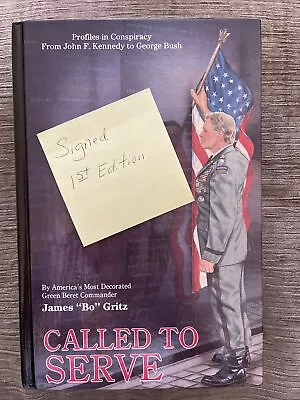 Profiles in Conspiracy
From John F. Kennedy to George Bush
Signed
1st Edition
By America's Most Decorated
Green Beret Commander
James "Bo" Gritz
CALLED TO
SERVE